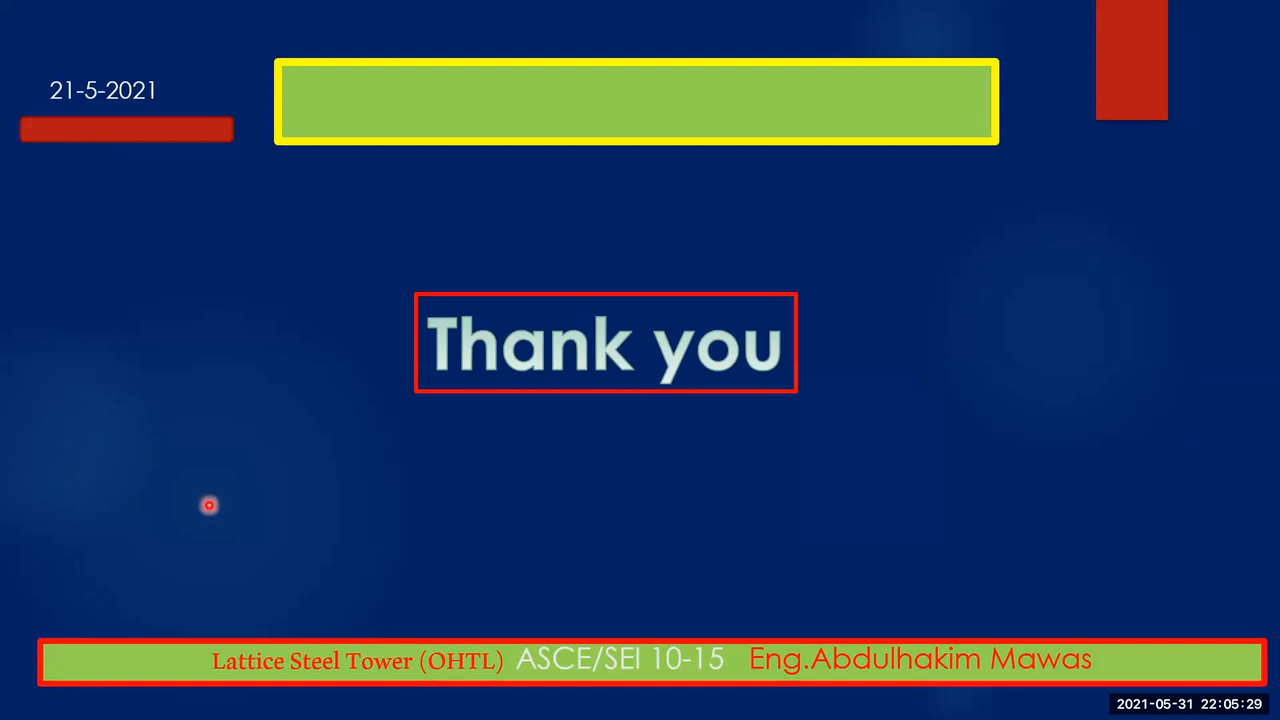 21-5-2021
Thank you
Lattice Steel Tower (OHTL) ASCE/SEI 10-15 Eng.Abdulhakim Mawas
2021-05-31 22:05:29